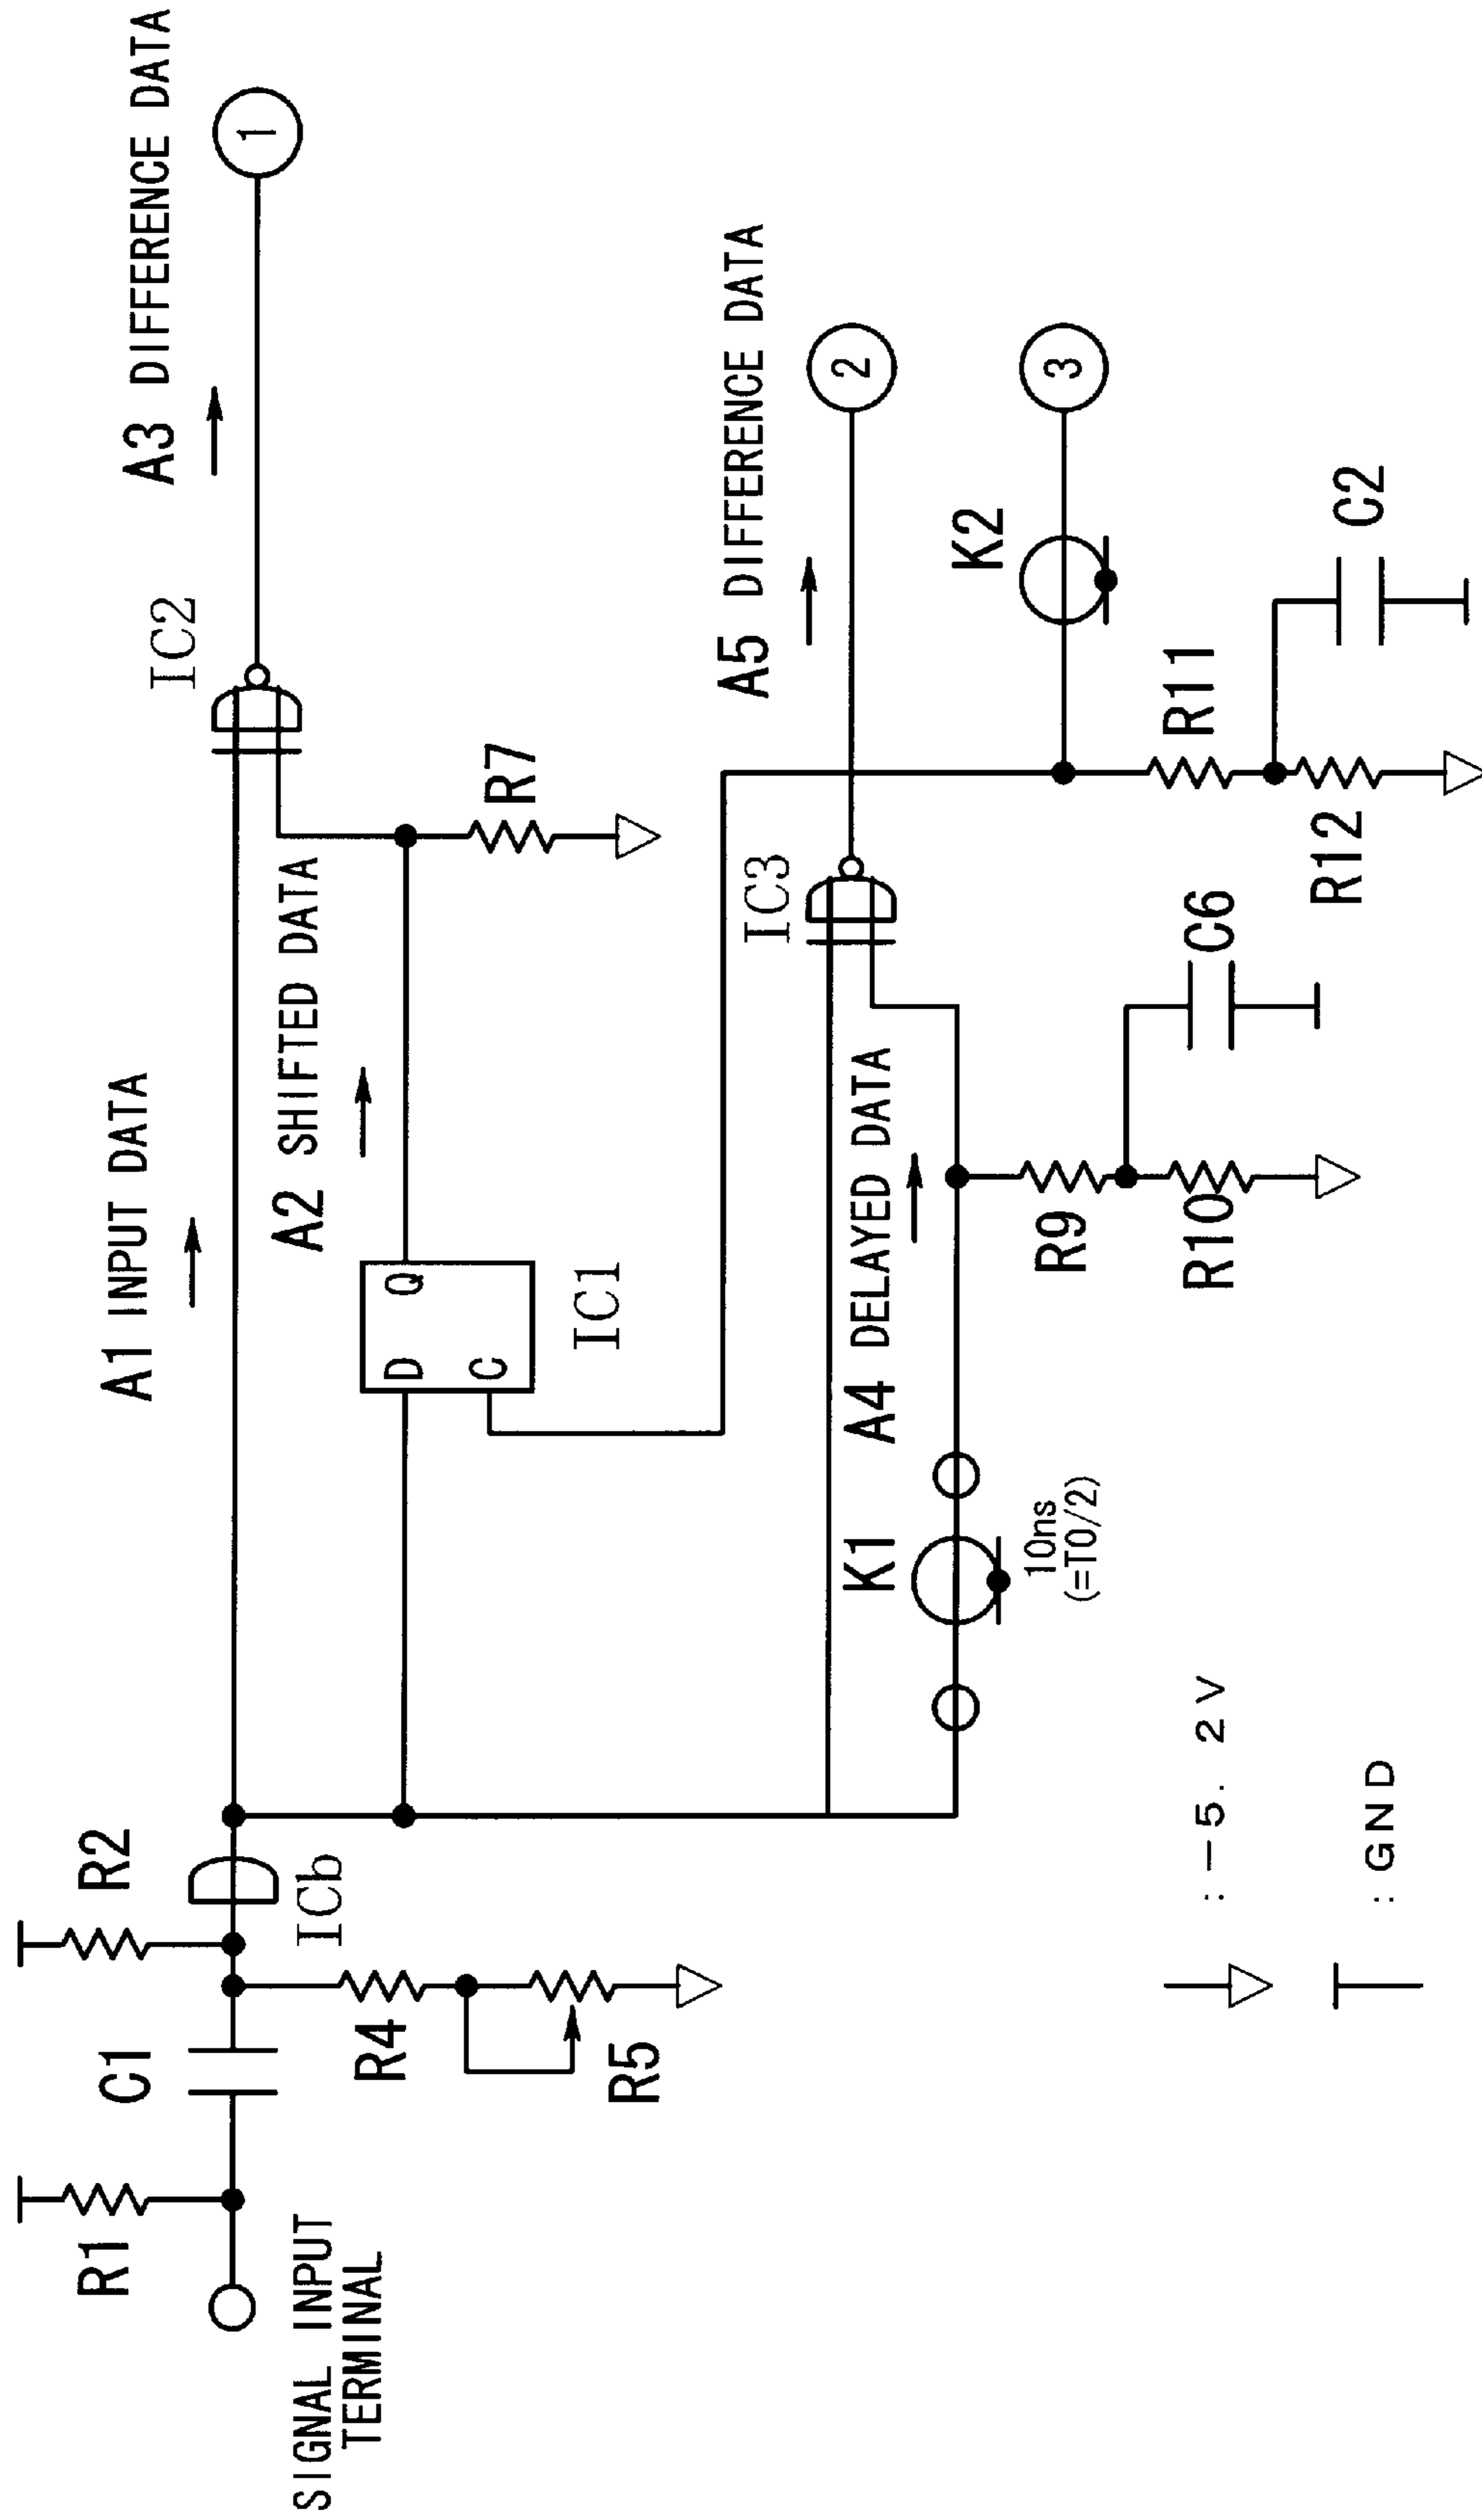 R1
SIGNAL INPUT
TERMINAL
C1
R2
R4
R5
ICb
A1 INPUT DATA
A2 SHIFTED DATA
D Q
C
IC1
IC2
R7
A3 DIFFERENCE DATA
1
K1
10ns
(=T0/2)
A4 DELAYED DATA
R9
R10
C6
IC3
A5 DIFFERENCE DATA
2
K2
3
R11
R12
C2
: -5. 2V
: GND